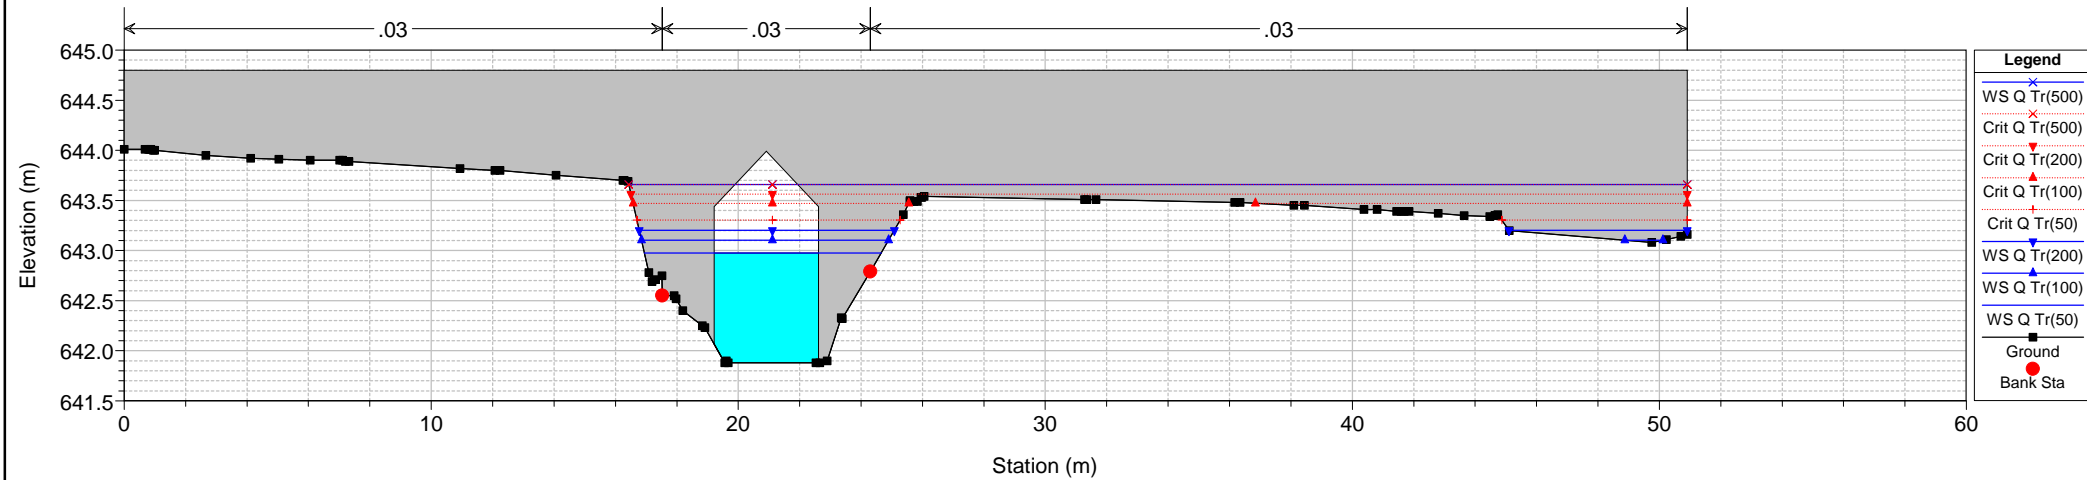 .03
.03
.03
645.0
644.5
644.0
643.5
643.0
642.5
642.0
641.5
Elevation (m)
0
10
20
30
40
50
60
Station (m)
Legend
WS Q Tr(500)
Crit Q Tr(500)
Crit Q Tr(200)
Crit Q Tr(100)
Crit Q Tr(50)
WS Q Tr(200)
WS Q Tr(100)
WS Q Tr(50)
Ground
Bank Sta